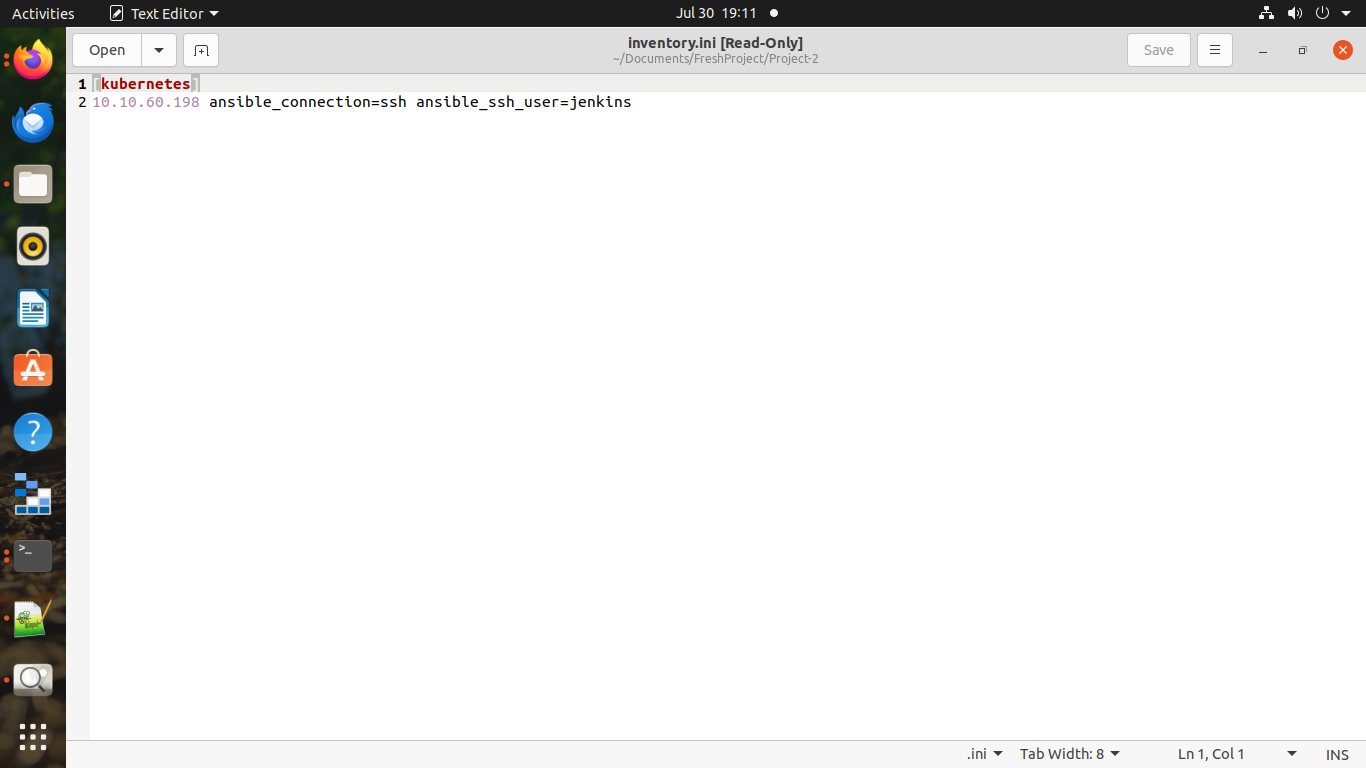 Activities Text Editor Jul 30 19:11
Open inventory.ini [Read-Only] Save
~/Documents/FreshProject/Project-2
1 [kubernetes]
2 10.10.60.198 ansible_connection=ssh ansible_ssh_user=jenkins
.ini Tab Width: 8 Ln 1, Col 1 INS